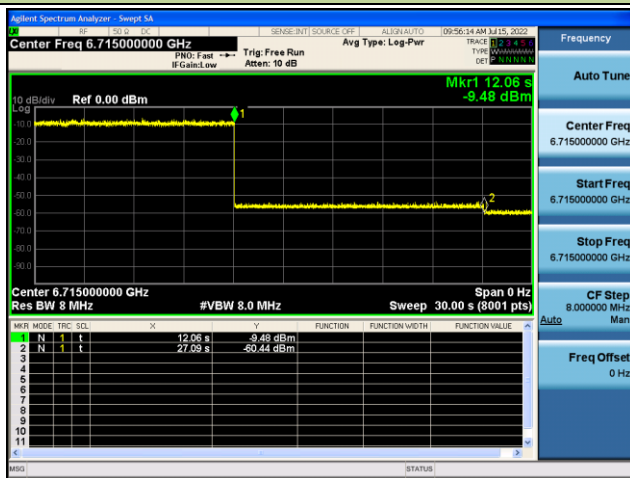 Agilent Spectrum Analyzer - Swept SA
RF 50 Ω DC SENSE:INT SOURCE OFF ALIGN AUTO 09:56:14 AM Jul 15, 2022
Center Freq 6.715000000 GHz Avg Type: Log-Pwr TRACE 1 2 3 4 5 6
PNO: Fast Trig: Free Run TYPE
IFGain:Low Atten: 10 dB DET P N N N N N
Mkr1 12.06 s
10 dB/div Ref 0.00 dBm -9.48 dBm
Log
1
-10.0
-20.0
-30.0
-40.0
-50.0
2
-60.0
-70.0
-80.0
-90.0
Center 6.715000000 GHz Span 0 Hz
Res BW 8 MHz #VBW 8.0 MHz Sweep 30.00 s (8001 pts)
MKR MODE TRC SCL X Y FUNCTION FUNCTION WIDTH FUNCTION VALUE
1 N 1 t 12.06 s -9.48 dBm
2 N 1 t 27.09 s -60.44 dBm
3
4
5
6
7
8
9
10
11
MSG STATUS
Frequency
Auto Tune
Center Freq
6.715000000 GHz
Start Freq
6.715000000 GHz
Stop Freq
6.715000000 GHz
CF Step
8.000000 MHz
Auto Man
Freq Offset
0 Hz